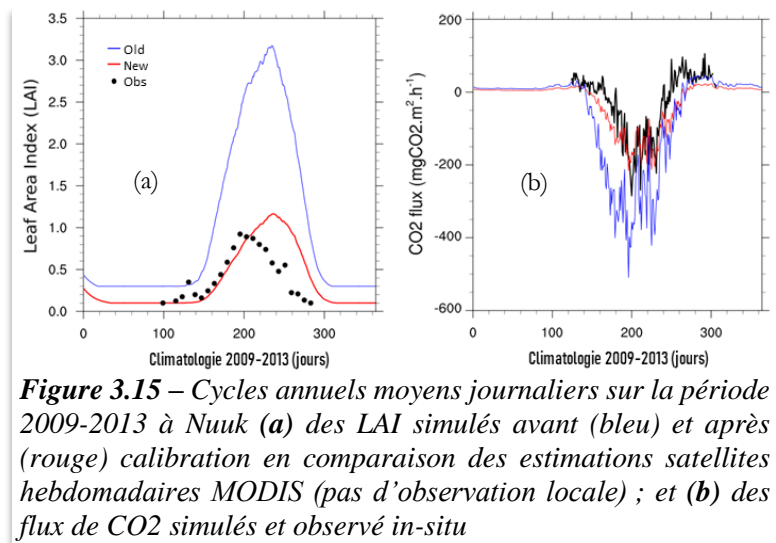 3.5
3.0
2.5
2.0
1.5
1.0
0.5
0.0
Leaf Area Index (LAI)
Old
New
Obs
(a)
0 100 200 300
Climatologie 2009-2013 (jours)
200
0
-200
-400
-600
CO2 flux (mgCO2.m².h⁻¹)
(b)
0 100 200 300
Climatologie 2009-2013 (jours)
Figure 3.15 – Cycles annuels moyens journaliers sur la période
2009-2013 à Nuuk (a) des LAI simulés avant (bleu) et après
(rouge) calibration en comparaison des estimations satellites
hebdomadaires MODIS (pas d'observation locale) ; et (b) des
flux de CO2 simulés et observé in-situ